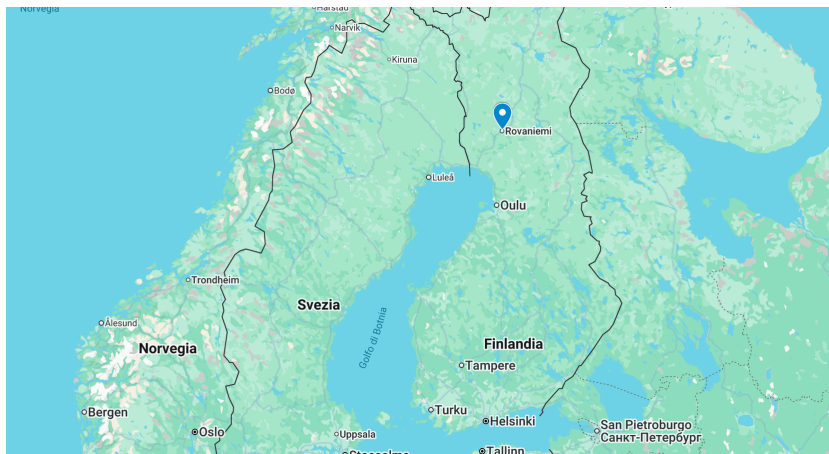 Norvegia
Harstad
Narvik
Kiruna
Bodø
Rovaniemi
Luleå
Oulu
Trondheim
Svezia
Golfo di Botnia
Ålesund
Norvegia
Finlandia
Tampere
Bergen
Turku
Helsinki
Oslo
Uppsala
San Pietroburgo
Санкт-Петербург
Stoccolma
Tallinn